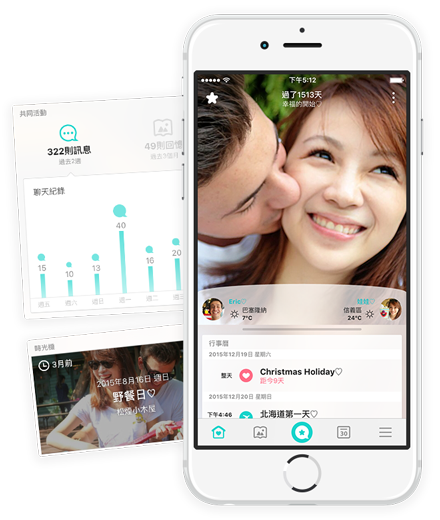 共同活動
322則訊息
過去2週
49則回憶
過去3個月
聊天紀錄
15
10
13
40
16
20
週五
週六
週日
週一
週二
週三
時光機
3月前
2015年8月16日 週日
野餐日♡
松煙小木屋
下午5:12
過了1513天
幸福的開始♡
Eric♡
巴塞隆納
7°C
信義區
24°C
行事曆
2015年12月19日 星期六
整天
Christmas Holiday♡
距今9天
2015年12月20日 星期日
下午4:46
北海道第一天♡
30